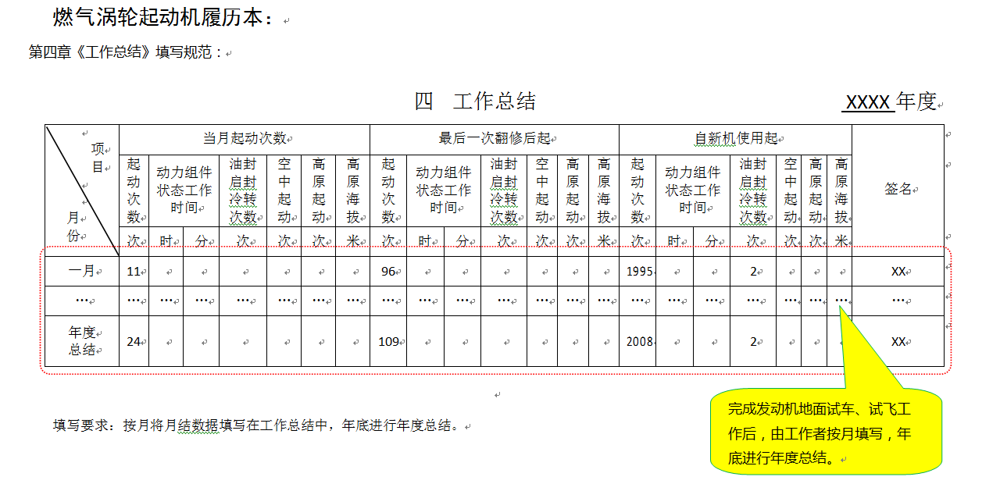 燃气涡轮起动机履历本：
第四章《工作总结》填写规范：
四 工作总结 XXXX 年度
项目 月份 当月起动次数 最后一次翻修后起 自新机使用起 签名
起动次数 动力组件状态工作时间 油封启封冷转次数 空中起动 高原起动 高原海拔 起动次数 动力组件状态工作时间 油封启封冷转次数 空中起动 高原起动 高原海拔 起动次数 动力组件状态工作时间 油封启封冷转次数 空中起动 高原起动 高原海拔
次 时 分 次 次 次 米 次 时 分 次 次 次 米 次 时 分 次 次 次 米
一月 11 96 1995 2 XX
… … … … … … … … … … … … … … … … … … … … … … …
年度总结 24 109 2008 2 XX
完成发动机地面试车、试飞工
作后，由工作者按月填写，年
底进行年度总结。
填写要求：按月将月结数据填写在工作总结中，年底进行年度总结。